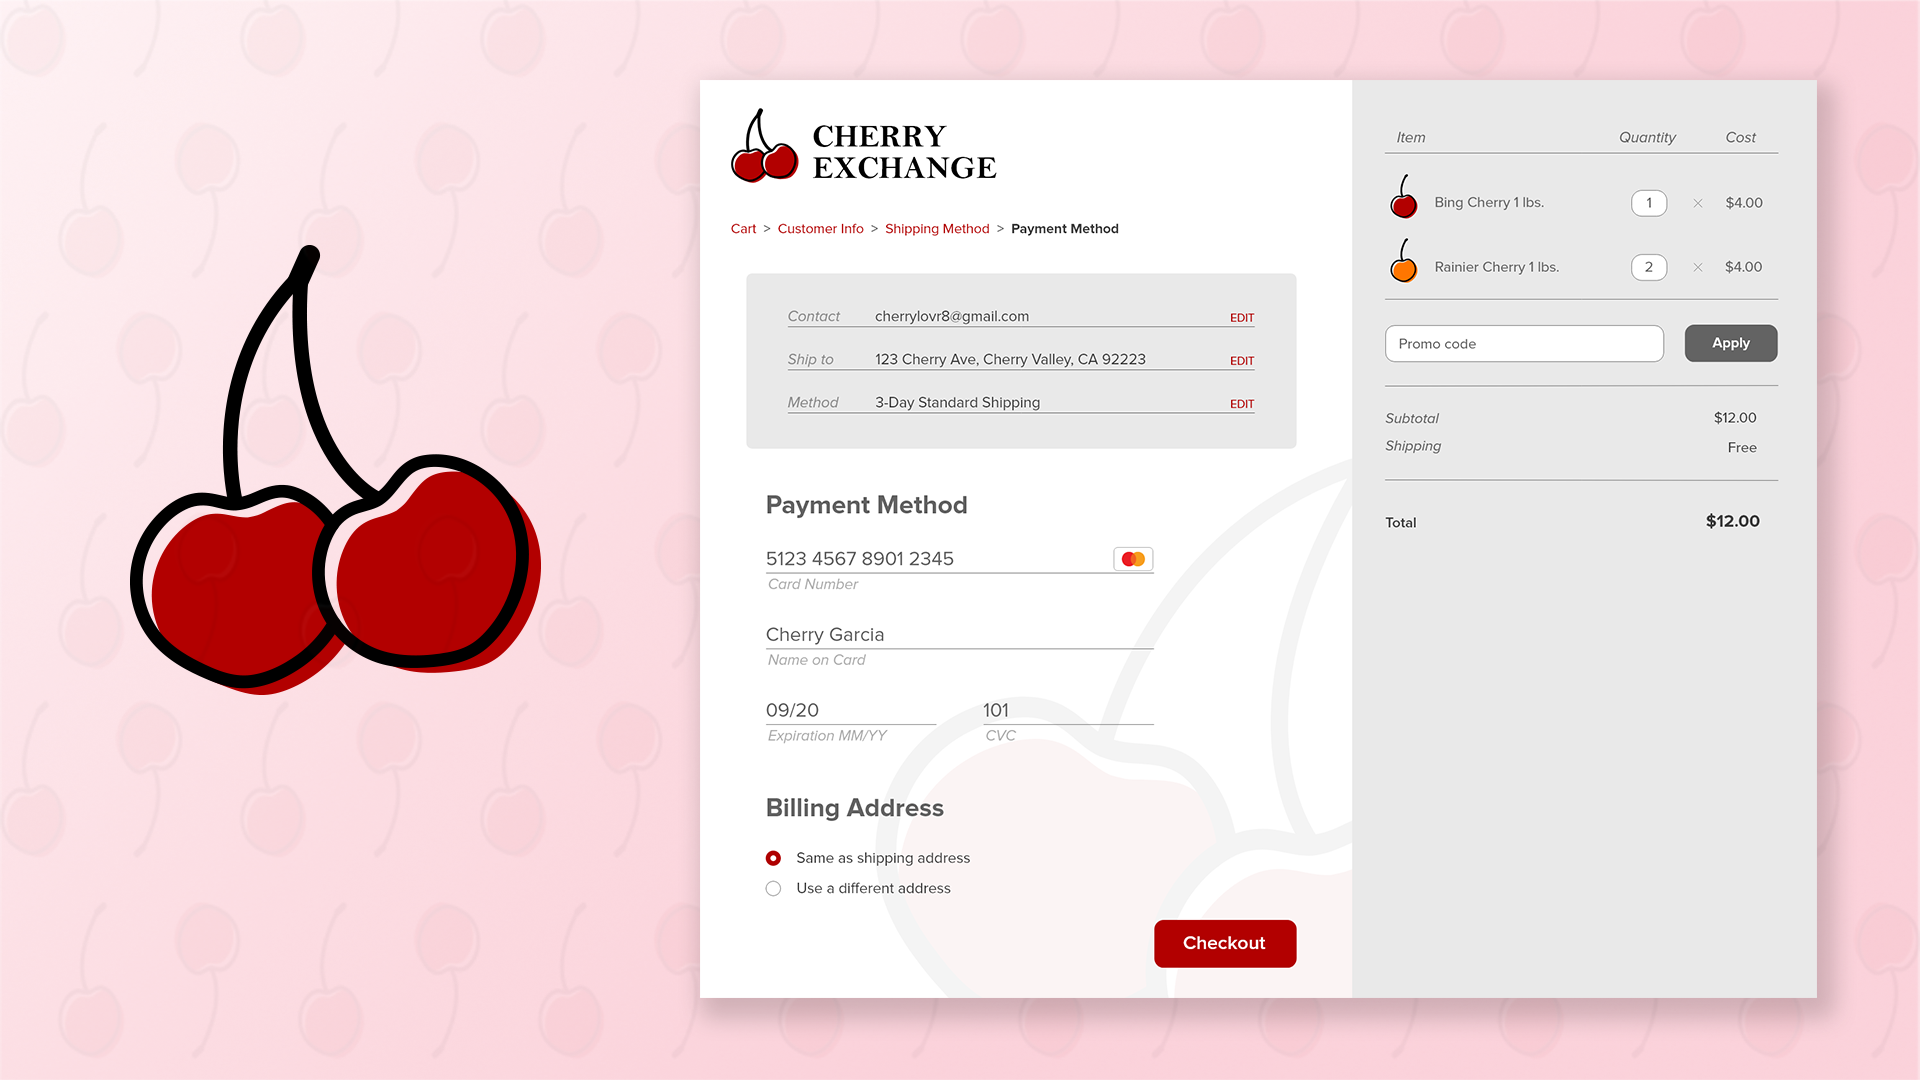 CHERRY
EXCHANGE
Cart > Customer Info > Shipping Method > Payment Method
Contact cherrylovr8@gmail.com EDIT
Ship to 123 Cherry Ave, Cherry Valley, CA 92223 EDIT
Method 3-Day Standard Shipping EDIT
Payment Method
5123 4567 8901 2345
Card Number
Cherry Garcia
Name on Card
09/20 101
Expiration MM/YY CVC
Billing Address
Same as shipping address
Use a different address
Checkout
Item Quantity Cost
Bing Cherry 1 lbs. 1 × $4.00
Rainier Cherry 1 lbs. 2 × $4.00
Promo code Apply
Subtotal $12.00
Shipping Free
Total $12.00